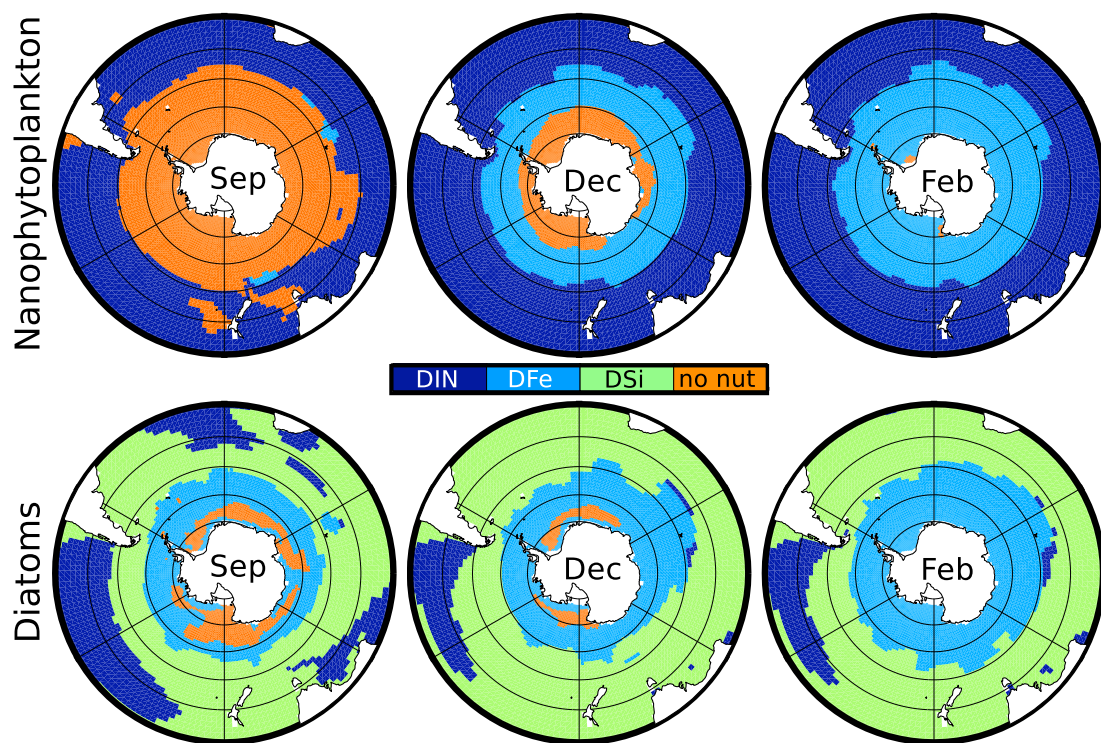 Nanophytoplankton
Sep
Dec
Feb
DIN DFe DSi no nut
Diatoms
Sep
Dec
Feb